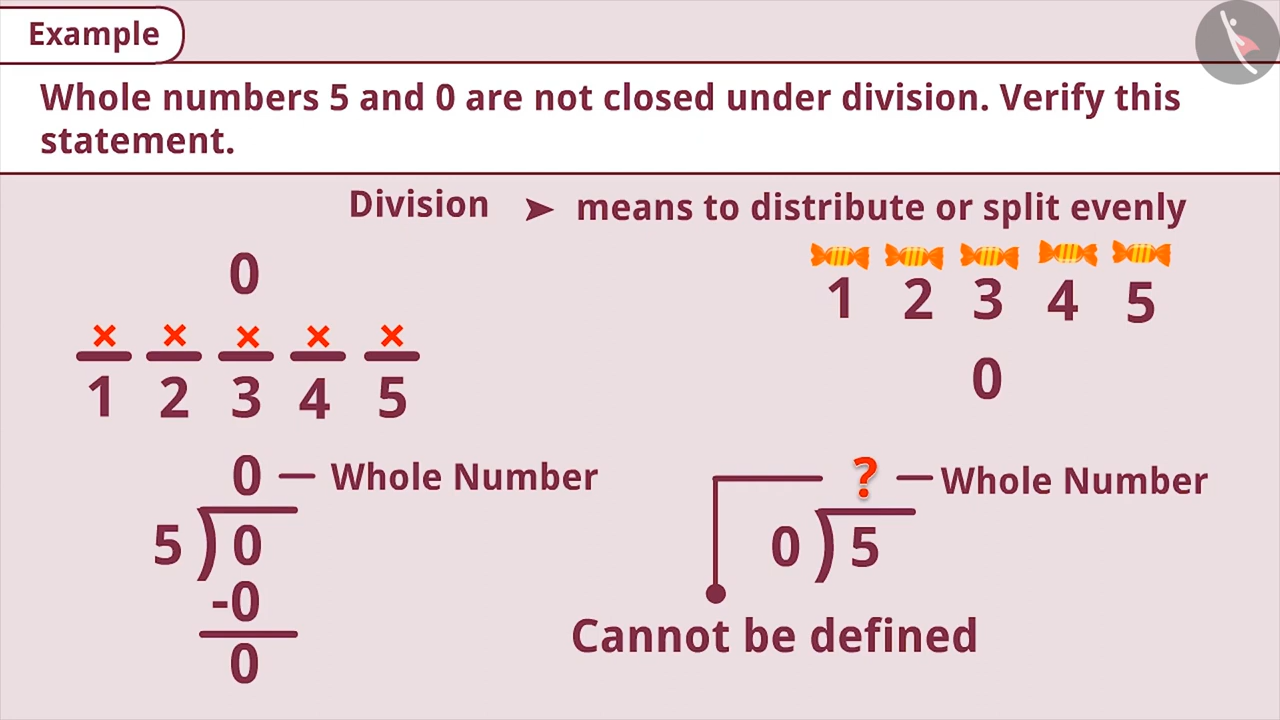 Example
Whole numbers 5 and 0 are not closed under division. Verify this
statement.
Division ➤ means to distribute or split evenly
0
× × × × ×
1 2 3 4 5
0 — Whole Number
5 ) 0
-0
0
1 2 3 4 5
0
? — Whole Number
0 ) 5
Cannot be defined